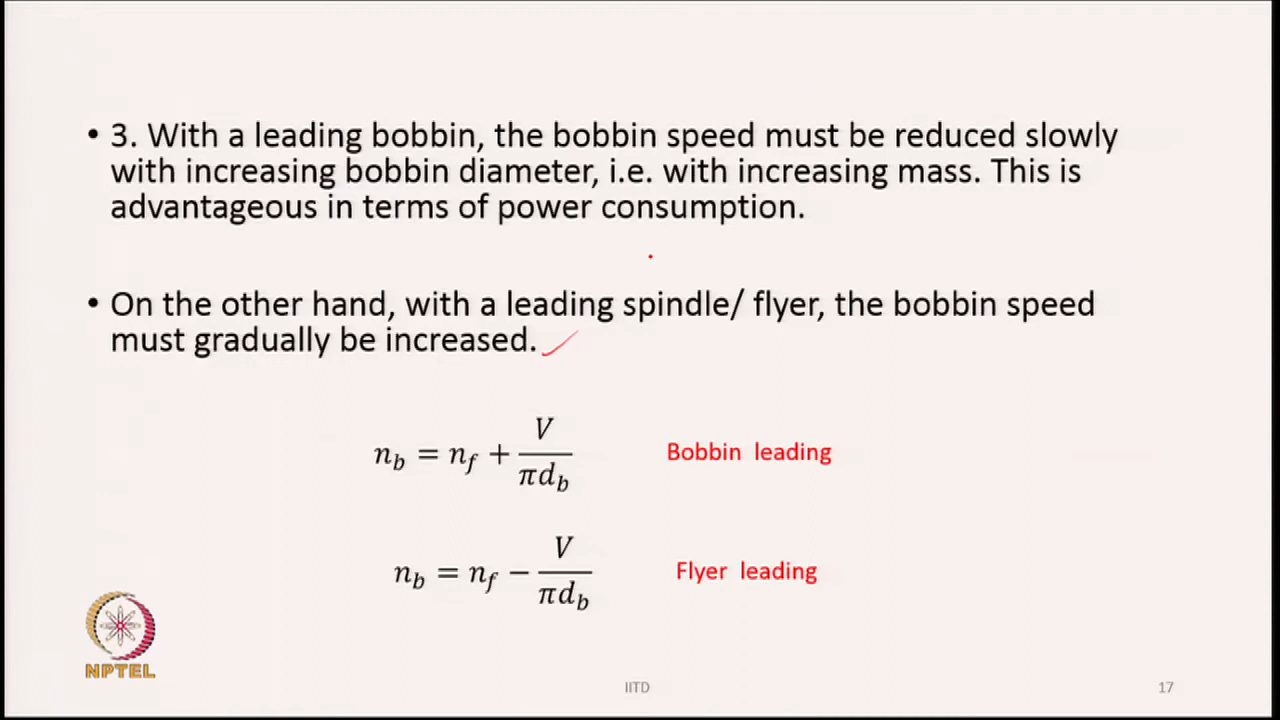 • 3. With a leading bobbin, the bobbin speed must be reduced slowly
with increasing bobbin diameter, i.e. with increasing mass. This is
advantageous in terms of power consumption.
• On the other hand, with a leading spindle/ flyer, the bobbin speed
must gradually be increased.
n_b = n_f + V/(πd_b) Bobbin leading
n_b = n_f − V/(πd_b) Flyer leading
NPTEL
IITD
17